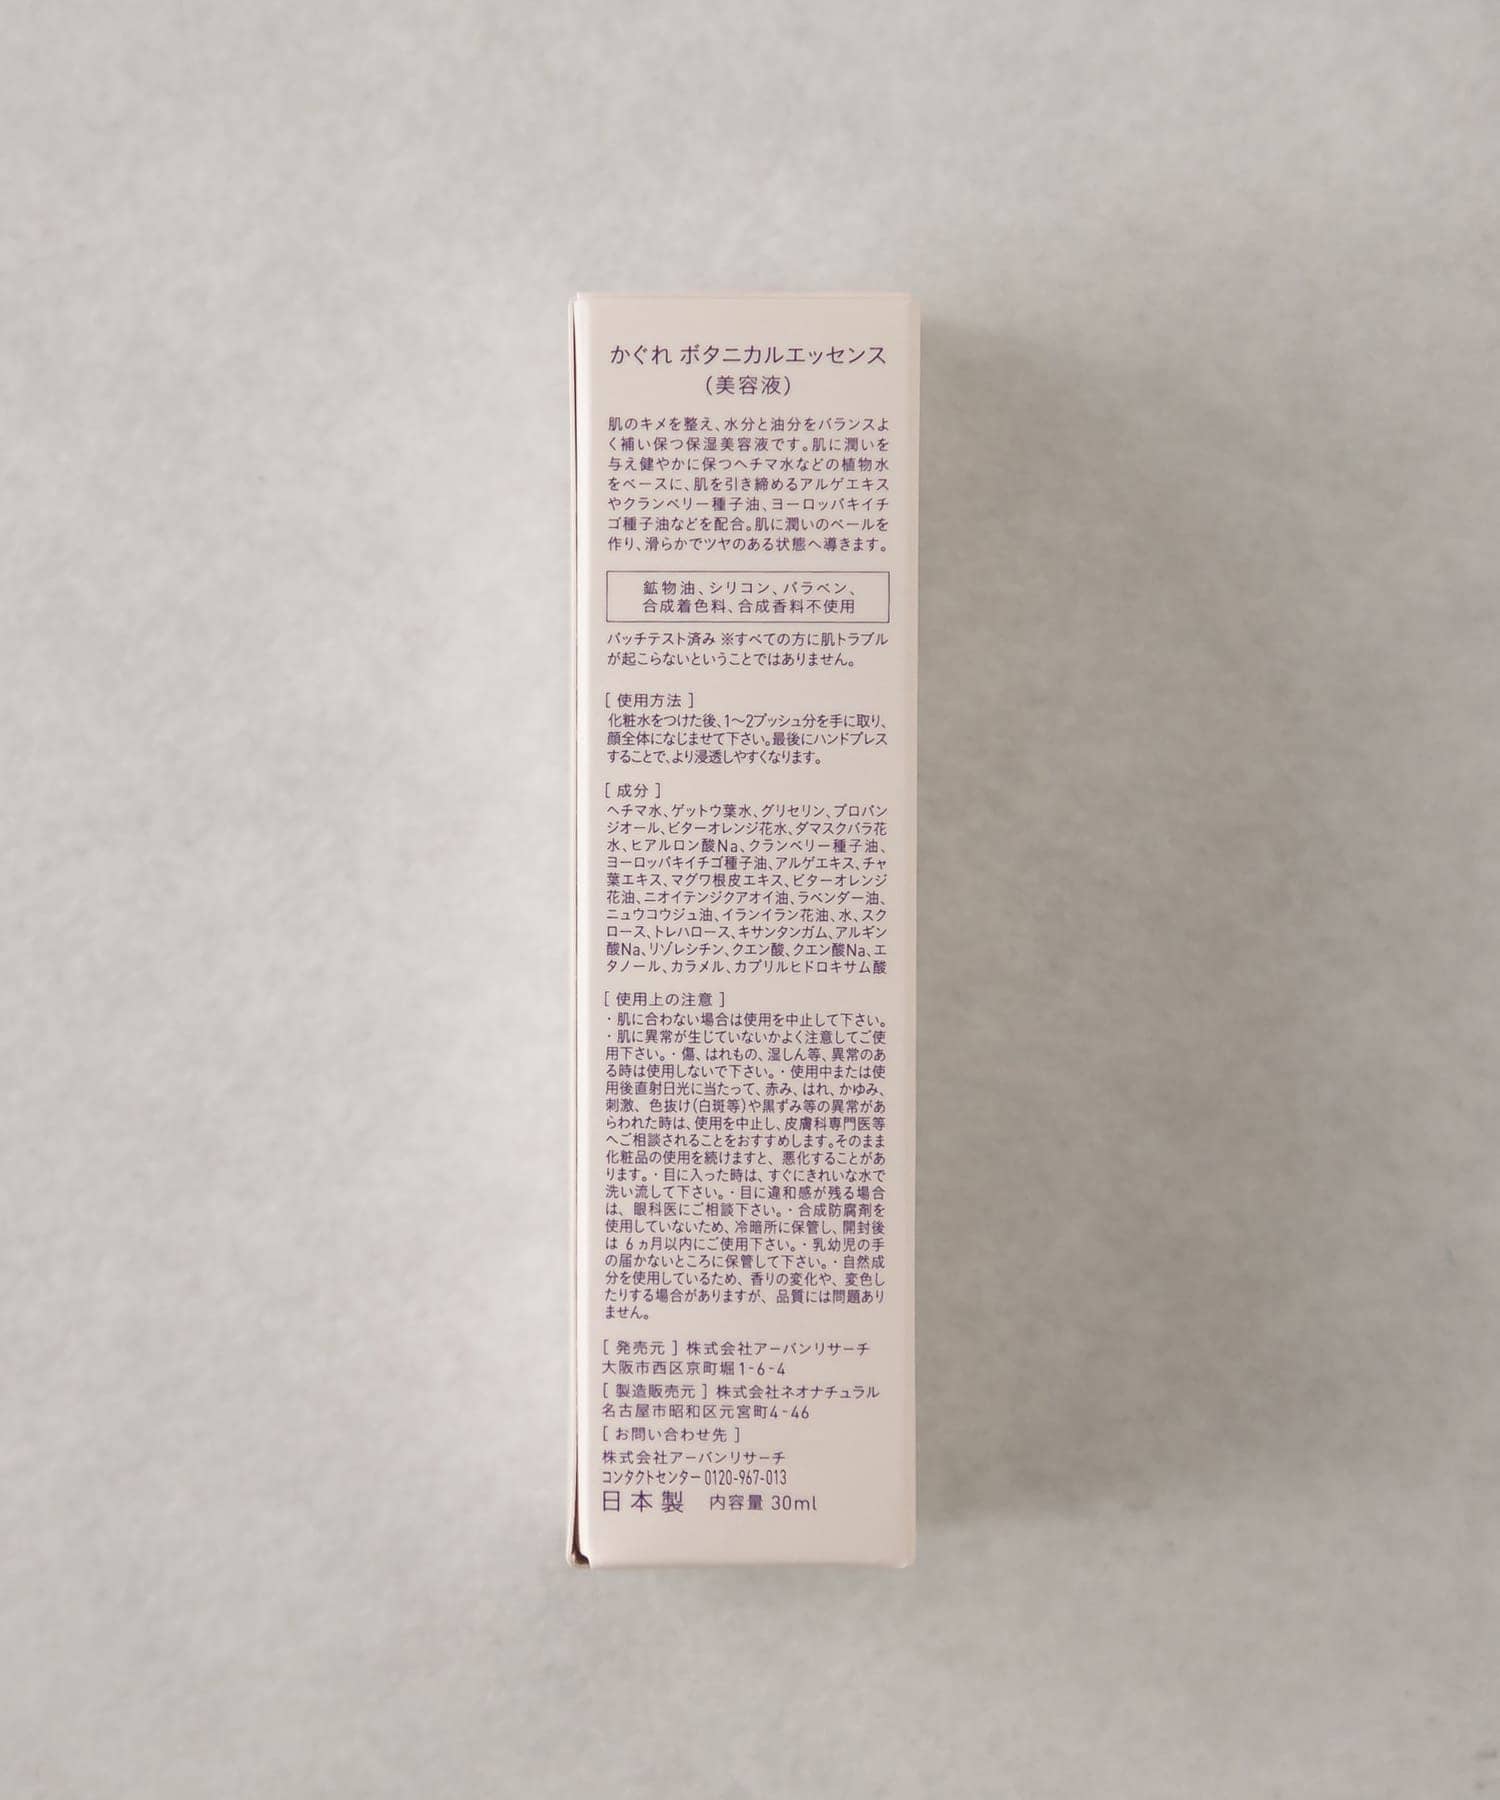 かぐれ ボタニカルエッセンス
(美容液)
肌のキメを整え、水分と油分をバランスよ
く補い保つ保湿美容液です。肌に潤いを
与え健やかに保つヘチマ水などの植物水
をベースに、肌を引き締めるアルゲエキス
やクランベリー種子油、ヨーロッパキイチ
ゴ種子油などを配合。肌に潤いのベールを
作り、滑らかでツヤのある状態へ導きます。
鉱物油、シリコン、パラベン、
合成着色料、合成香料不使用
パッチテスト済み ※すべての方に肌トラブル
が起こらないということではありません。
[ 使用方法 ]
化粧水をつけた後、1〜2プッシュ分を手に取り、
顔全体になじませて下さい。最後にハンドプレス
することで、より浸透しやすくなります。
[ 成分 ]
ヘチマ水、ゲットウ葉水、グリセリン、プロパン
ジオール、ビターオレンジ花水、ダマスクバラ花
水、ヒアルロン酸Na、クランベリー種子油、
ヨーロッパキイチゴ種子油、アルゲエキス、チャ
葉エキス、マグワ根皮エキス、ビターオレンジ
花油、ニオイテンジクアオイ油、ラベンダー油、
ニュウコウジュ油、イランイラン花油、水、スク
ロース、トレハロース、キサンタンガム、アルギン
酸Na、リゾレシチン、クエン酸、クエン酸Na、エ
タノール、カラメル、カプリルヒドロキサム酸
[ 使用上の注意 ]
・肌に合わない場合は使用を中止して下さい。
・肌に異常が生じていないかよく注意してご使
用下さい。・傷、はれもの、湿しん等、異常のあ
る時は使用しないで下さい。・使用中または使
用後直射日光に当たって、赤み、はれ、かゆみ、
刺激、色抜け(白斑等)や黒ずみ等の異常があ
らわれた時は、使用を中止し、皮膚科専門医等
へご相談されることをおすすめします。そのまま
化粧品の使用を続けますと、悪化することがあ
ります。・目に入った時は、すぐにきれいな水で
洗い流して下さい。・目に違和感が残る場合
は、眼科医にご相談下さい。・合成防腐剤を
使用していないため、冷暗所に保管し、開封後
は 6ヵ月以内にご使用下さい。・乳幼児の手
の届かないところに保管して下さい。・自然成
分を使用しているため、香りの変化や、変色し
たりする場合がありますが、品質には問題あり
ません。
[ 発売元 ] 株式会社アーバンリサーチ
大阪市西区京町堀1-6-4
[ 製造販売元 ] 株式会社ネオナチュラル
名古屋市昭和区元宮町4-46
[ お問い合わせ先 ]
株式会社アーバンリサーチ
コンタクトセンター 0120-967-013
日本製 内容量 30ml